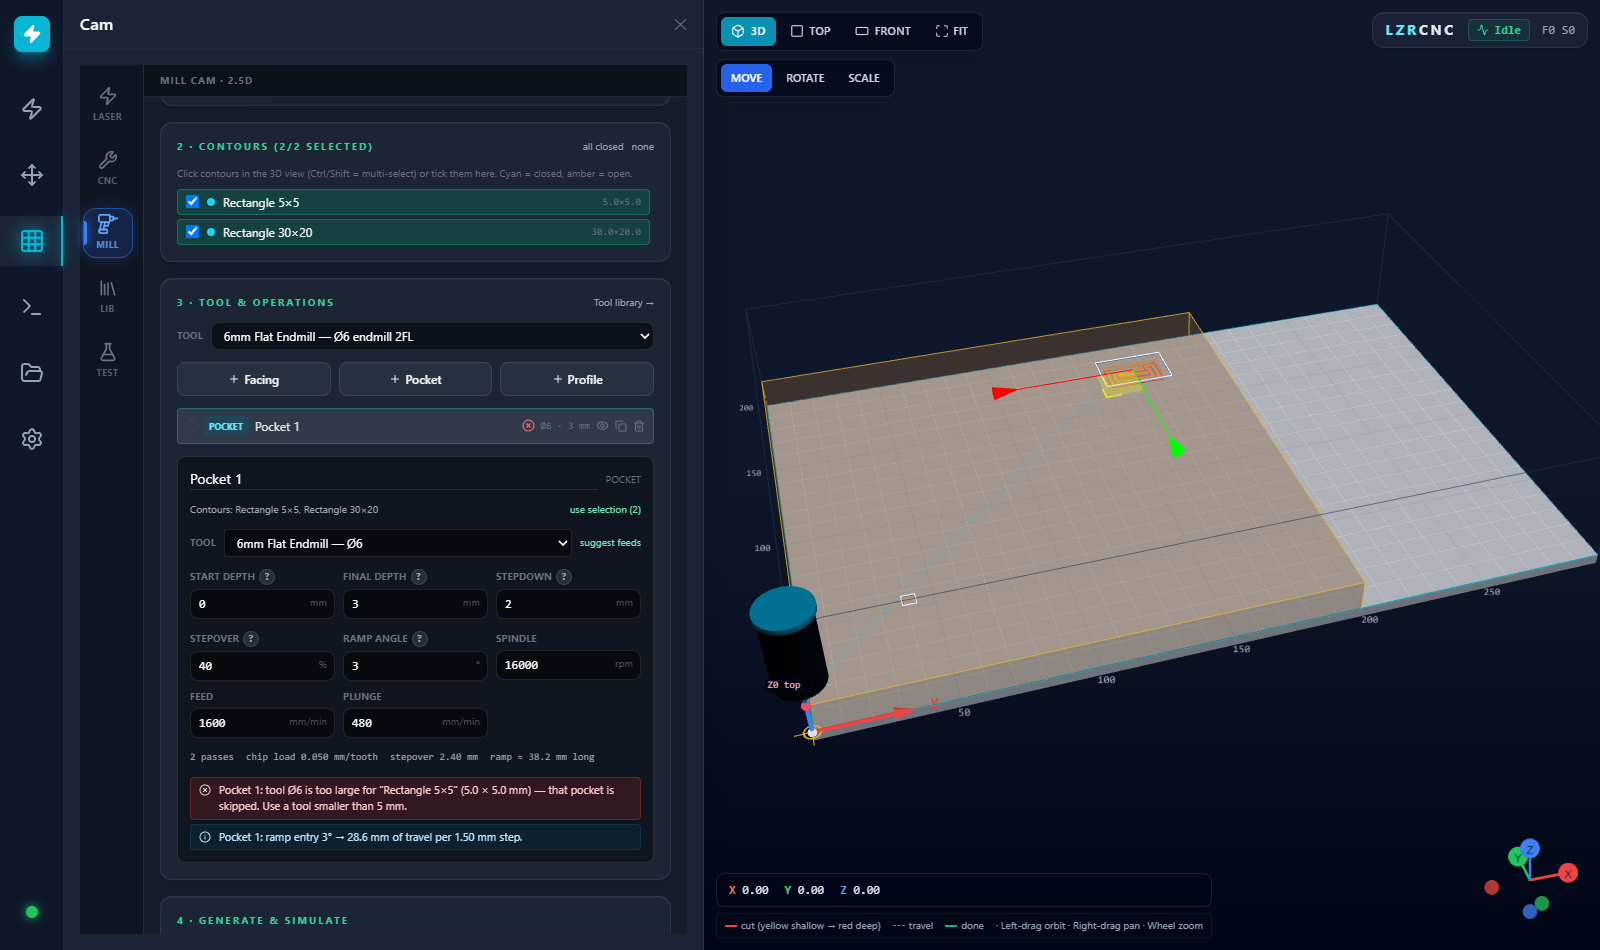 Cam
LASER
CNC
MILL
LIB
TEST
MILL CAM · 2.5D
2 · CONTOURS (2/2 SELECTED)
all closed none
Click contours in the 3D view (Ctrl/Shift = multi-select) or tick them here. Cyan = closed, amber = open.
Rectangle 5×5 5.0×5.0
Rectangle 30×20 30.0×20.0
3 · TOOL & OPERATIONS
Tool library →
TOOL 6mm Flat Endmill — Ø6 endmill 2FL
+ Facing
+ Pocket
+ Profile
POCKET Pocket 1 Ø6 · 3 mm
Pocket 1 POCKET
Contours: Rectangle 5×5, Rectangle 30×20 use selection (2)
TOOL 6mm Flat Endmill — Ø6 suggest feeds
START DEPTH ? FINAL DEPTH ? STEPDOWN ?
0 mm 3 mm 2 mm
STEPOVER ? RAMP ANGLE ? SPINDLE
40 % 3 ° 16000 rpm
FEED PLUNGE
1600 mm/min 480 mm/min
2 passes chip load 0.050 mm/tooth stepover 2.40 mm ramp ≈ 38.2 mm long
Pocket 1: tool Ø6 is too large for "Rectangle 5×5" (5.0 × 5.0 mm) — that pocket is
skipped. Use a tool smaller than 5 mm.
Pocket 1: ramp entry 3° → 28.6 mm of travel per 1.50 mm step.
4 · GENERATE & SIMULATE
3D TOP FRONT FIT
MOVE ROTATE SCALE
LZRCNC Idle F0 S0
200
150
100
Z0 top
X
50
100
150
200
250
Z
Y
X
X 0.00 Y 0.00 Z 0.00
cut (yellow shallow → red deep) --- travel done · Left-drag orbit · Right-drag pan · Wheel zoom